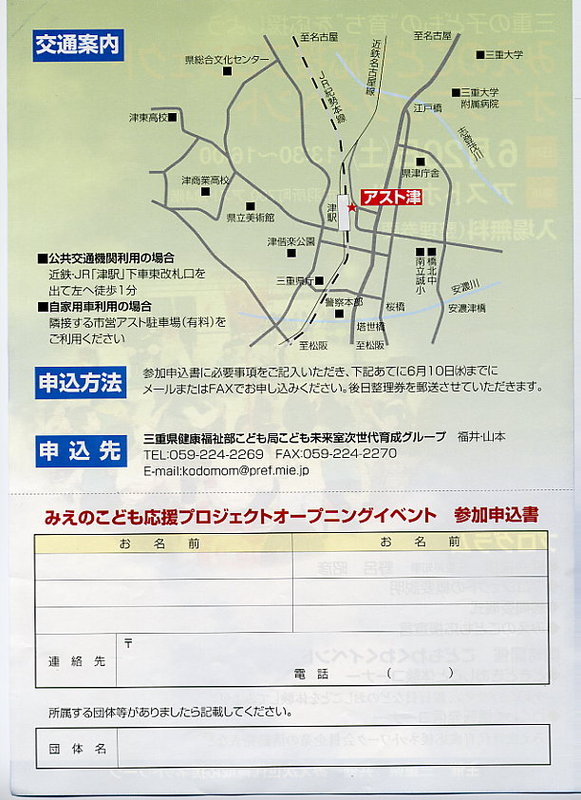 交通案内
至名古屋
近鉄名古屋線
至名古屋
三重大学
県総合文化センター
JR紀勢本線
三重大学
附属病院
江戸橋
志登茂川
津東高校
県津庁舎
津商業高校
アスト津
津駅
県立美術館
津偕楽公園
橋北中
南立誠小
三重県庁
安濃川
警察本部
桜橋
安濃津橋
塔世橋
至松阪
至松阪
■公共交通機関利用の場合
近鉄・JR「津駅」下車東改札口を
出て左へ徒歩1分
■自家用車利用の場合
隣接する市営アスト駐車場(有料)を
ご利用ください
申込方法
参加申込書に必要事項をご記入いただき、下記あてに6月10日㈬までに
メールまたはFAXでお申し込みください。後日整理券を郵送させていただきます。
申込先
三重県健康福祉部こども局こども未来室次世代育成グループ 福井・山本
TEL:059-224-2269 FAX:059-224-2270
E-mail:kodomom@pref.mie.jp
みえのこども応援プロジェクトオープニングイベント 参加申込書
お名前 お名前
連絡先 〒
電話 ( )
所属する団体等がありましたら記載してください。
団体名